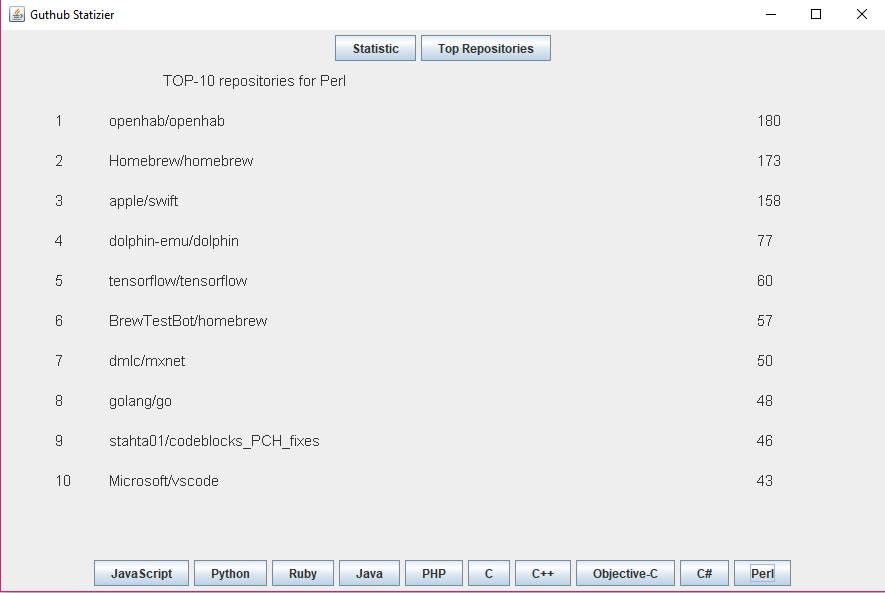 Guthub Statizier
Statistic Top Repositories
TOP-10 repositories for Perl
1 openhab/openhab 180
2 Homebrew/homebrew 173
3 apple/swift 158
4 dolphin-emu/dolphin 77
5 tensorflow/tensorflow 60
6 BrewTestBot/homebrew 57
7 dmlc/mxnet 50
8 golang/go 48
9 stahta01/codeblocks_PCH_fixes 46
10 Microsoft/vscode 43
JavaScript Python Ruby Java PHP C C++ Objective-C C# Perl